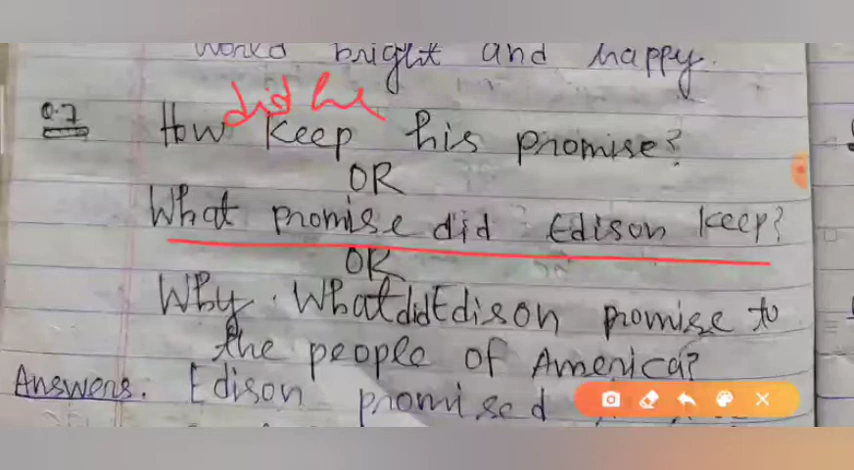 world bright and happy.
did he
Q.7 How keep his promise?
OR
What promise did Edison keep?
OR
Why. What did Edison promise to
the people of America?
Answers. Edison promised